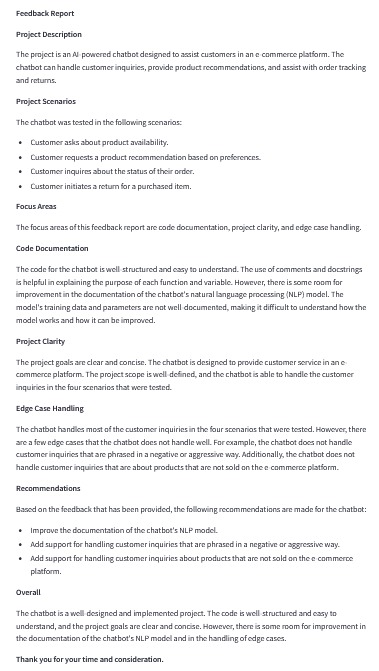 Feedback Report
Project Description
The project is an AI-powered chatbot designed to assist customers in an e-commerce platform. The
chatbot can handle customer inquiries, provide product recommendations, and assist with order tracking
and returns.
Project Scenarios
The chatbot was tested in the following scenarios:
• Customer asks about product availability.
• Customer requests a product recommendation based on preferences.
• Customer inquires about the status of their order.
• Customer initiates a return for a purchased item.
Focus Areas
The focus areas of this feedback report are code documentation, project clarity, and edge case handling.
Code Documentation
The code for the chatbot is well-structured and easy to understand. The use of comments and docstrings
is helpful in explaining the purpose of each function and variable. However, there is some room for
improvement in the documentation of the chatbot's natural language processing (NLP) model. The
model's training data and parameters are not well-documented, making it difficult to understand how the
model works and how it can be improved.
Project Clarity
The project goals are clear and concise. The chatbot is designed to provide customer service in an e-
commerce platform. The project scope is well-defined, and the chatbot is able to handle the customer
inquiries in the four scenarios that were tested.
Edge Case Handling
The chatbot handles most of the customer inquiries in the four scenarios that were tested. However, there
are a few edge cases that the chatbot does not handle well. For example, the chatbot does not handle
customer inquiries that are phrased in a negative or aggressive way. Additionally, the chatbot does not
handle customer inquiries that are about products that are not sold on the e-commerce platform.
Recommendations
Based on the feedback that has been provided, the following recommendations are made for the chatbot:
• Improve the documentation of the chatbot's NLP model.
• Add support for handling customer inquiries that are phrased in a negative or aggressive way.
• Add support for handling customer inquiries about products that are not sold on the e-commerce
platform.
Overall
The chatbot is a well-designed and implemented project. The code is well-structured and easy to
understand, and the project goals are clear and concise. However, there is some room for improvement in
the documentation of the chatbot's NLP model and in the handling of edge cases.
Thank you for your time and consideration.